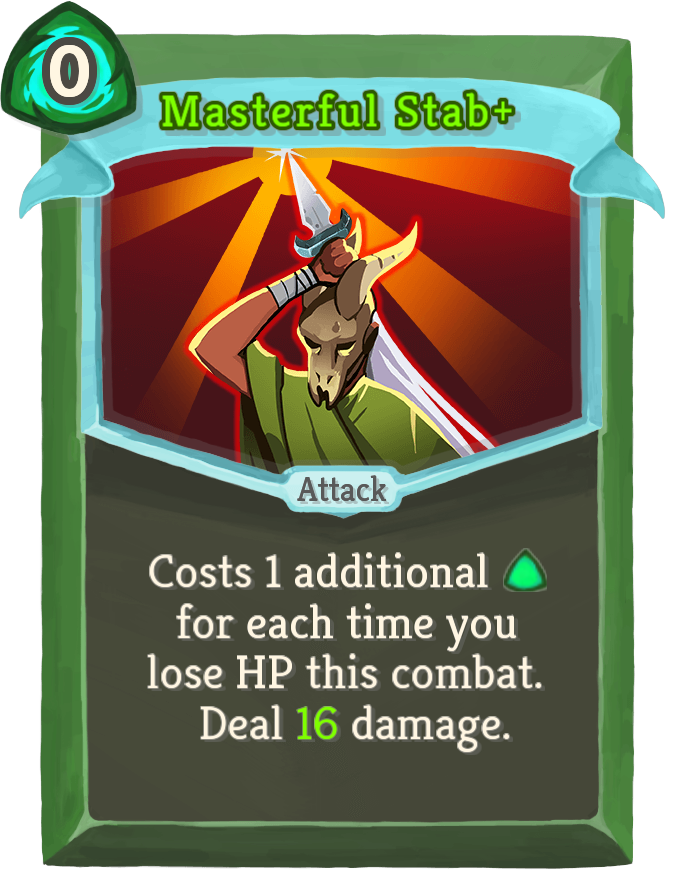 0
Masterful Stab+
Attack
Costs 1 additional
for each time you
lose HP this combat.
Deal 16 damage.